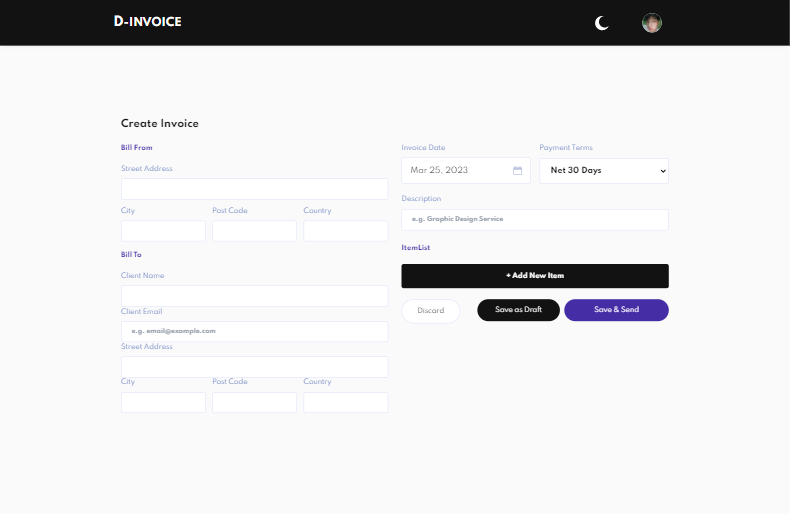 D-INVOICE
Create Invoice
Bill From
Street Address
City Post Code Country
Bill To
Client Name
Client Email
e.g. email@example.com
Street Address
City Post Code Country
Invoice Date Payment Terms
Mar 25, 2023 Net 30 Days
Description
e.g. Graphic Design Service
ItemList
+ Add New Item
Discard Save as Draft Save & Send